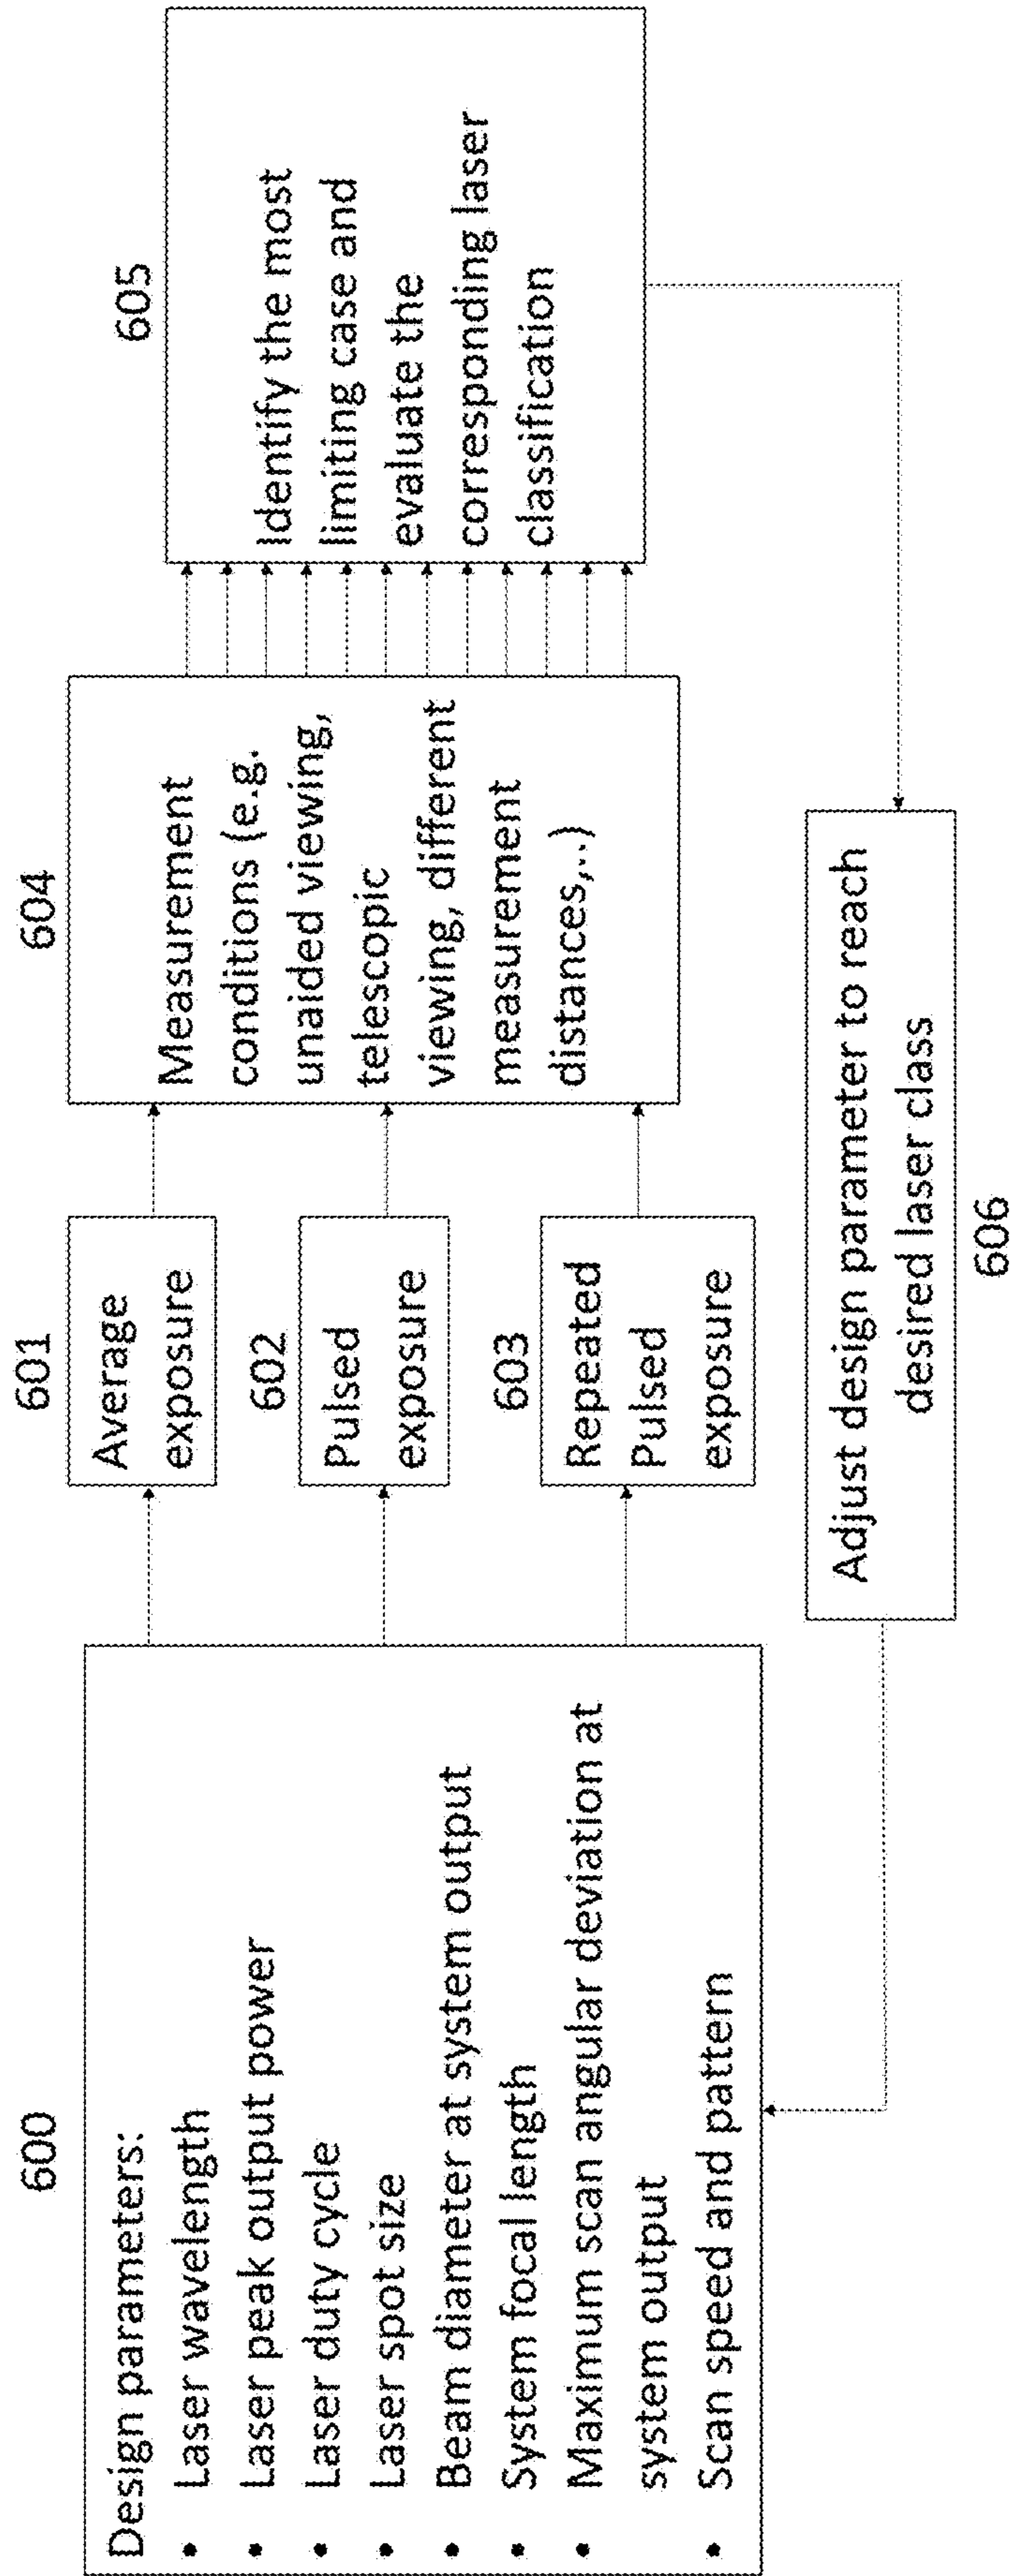 600
Design parameters:
• Laser wavelength
• Laser peak output power
• Laser duty cycle
• Laser spot size
• Beam diameter at system output
• System focal length
• Maximum scan angular deviation at
system output
• Scan speed and pattern
601
Average
exposure
602
Pulsed
exposure
603
Repeated
Pulsed
exposure
604
Measurement
conditions (e.g.
unaided viewing,
telescopic
viewing, different
measurement
distances,..)
605
Identify the most
limiting case and
evaluate the
corresponding laser
classification
Adjust design parameter to reach
desired laser class
606